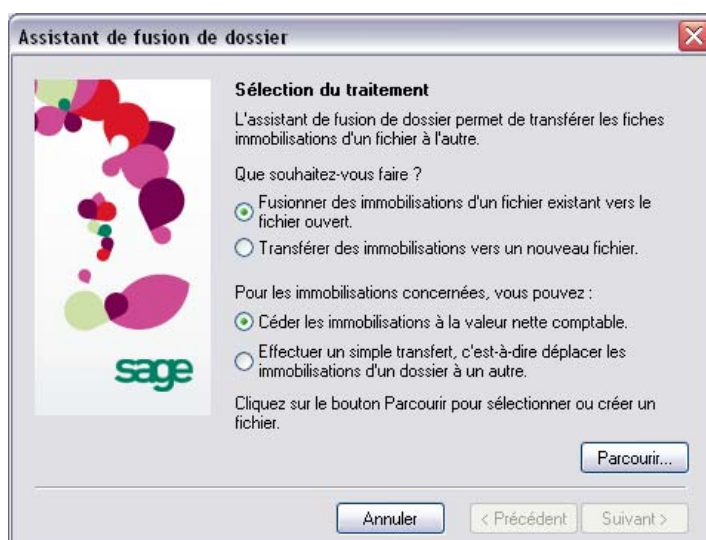 Assistant de fusion de dossier
Sélection du traitement
L'assistant de fusion de dossier permet de transférer les fiches
immobilisations d'un fichier à l'autre.
Que souhaitez-vous faire ?
Fusionner des immobilisations d'un fichier existant vers le
fichier ouvert.
Transférer des immobilisations vers un nouveau fichier.
Pour les immobilisations concernées, vous pouvez :
Céder les immobilisations à la valeur nette comptable.
Effectuer un simple transfert, c'est-à-dire déplacer les
immobilisations d'un dossier à un autre.
Cliquez sur le bouton Parcourir pour sélectionner ou créer un
fichier.
sage
Parcourir...
Annuler
< Précédent
Suivant >